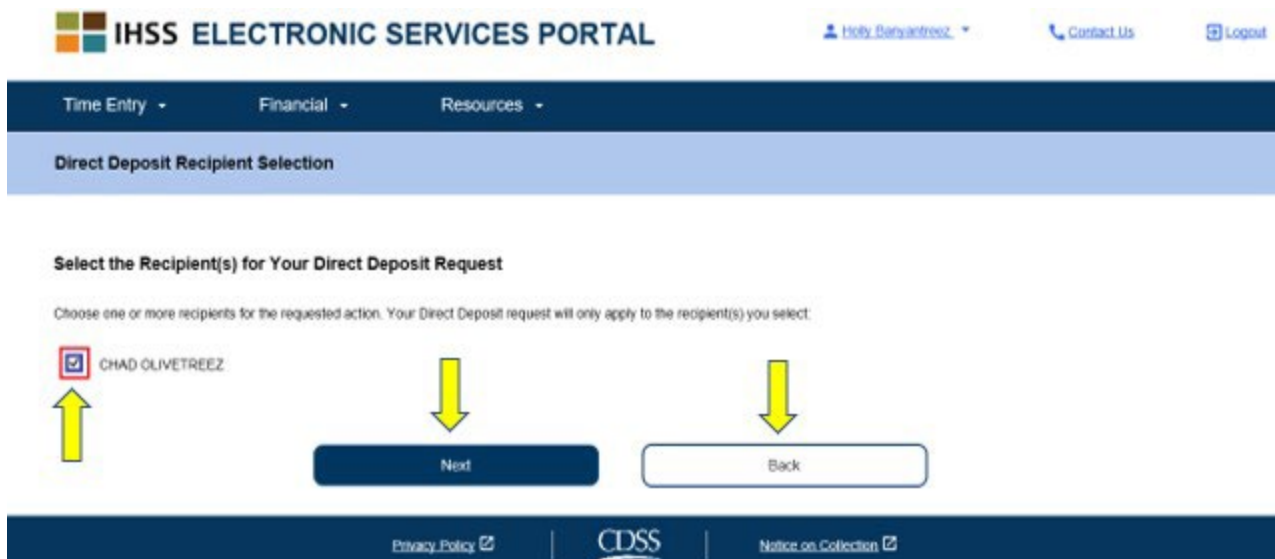 IHSS ELECTRONIC SERVICES PORTAL
Holly Banyantreez
Contact Us
Logout
Time Entry
Financial
Resources
Direct Deposit Recipient Selection
Select the Recipient(s) for Your Direct Deposit Request
Choose one or more recipients for the requested action. Your Direct Deposit request will only apply to the recipient(s) you select:
CHAD OLIVETREEZ
Next
Back
Privacy Policy
CDSS
Notice on Collection